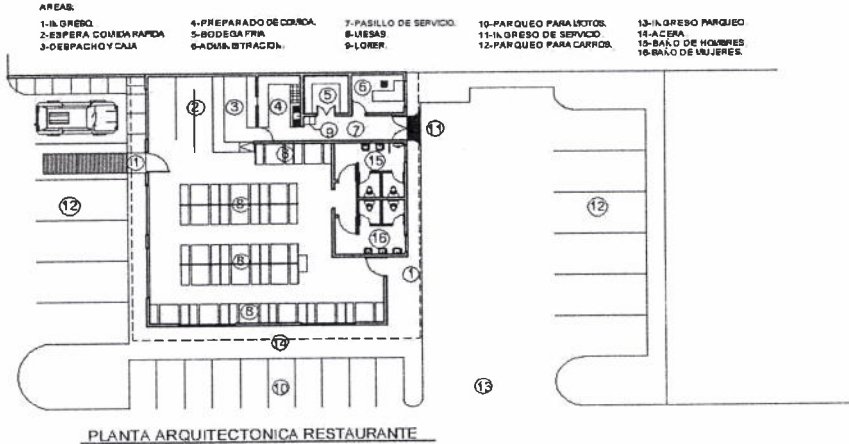 AREAS:
1-INGRESO. 4-PREPARADO DE COMIDA. 7-PASILLO DE SERVICIO. 10-PARQUEO PARA MOTOS. 13-INGRESO PARQUEO
2-ESPERA COMIDA RAPIDA 5-BODEGA FRIA 8-MESAS. 11-INGRESO DE SERVICIO. 14-ACERA.
3-DESPACHO Y CAJA 6-ADMINISTRACION. 9-LOKER. 12-PARQUEO PARA CARROS. 15-BAÑO DE HOMBRES
16-BAÑO DE MUJERES.
2 3 4 5 6
9 7 11
1 8 15
12 8 12
16
8 1
8
14
10 13
PLANTA ARQUITECTONICA RESTAURANTE